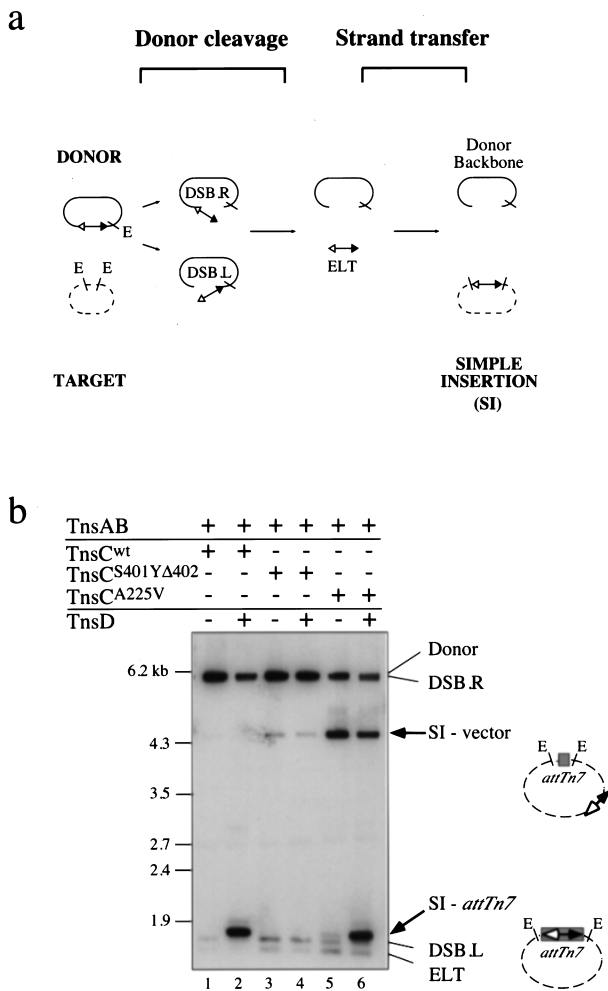 a
Donor cleavage Strand transfer
DONOR
E
E E
TARGET
DSB.R
DSB.L
ELT
Donor
Backbone
SIMPLE
INSERTION
(SI)
b
TnsAB + + + + + +
TnsCwt + + - - - -
TnsCS401YΔ402 - - + + - -
TnsCA225V - - - - + +
TnsD - + - + - +
6.2 kb
4.3
3.5
2.7
2.4
1.9
Donor
DSB.R
SI - vector
SI - attTn7
DSB.L
ELT
E E
attTn7
E E
attTn7
1 2 3 4 5 6